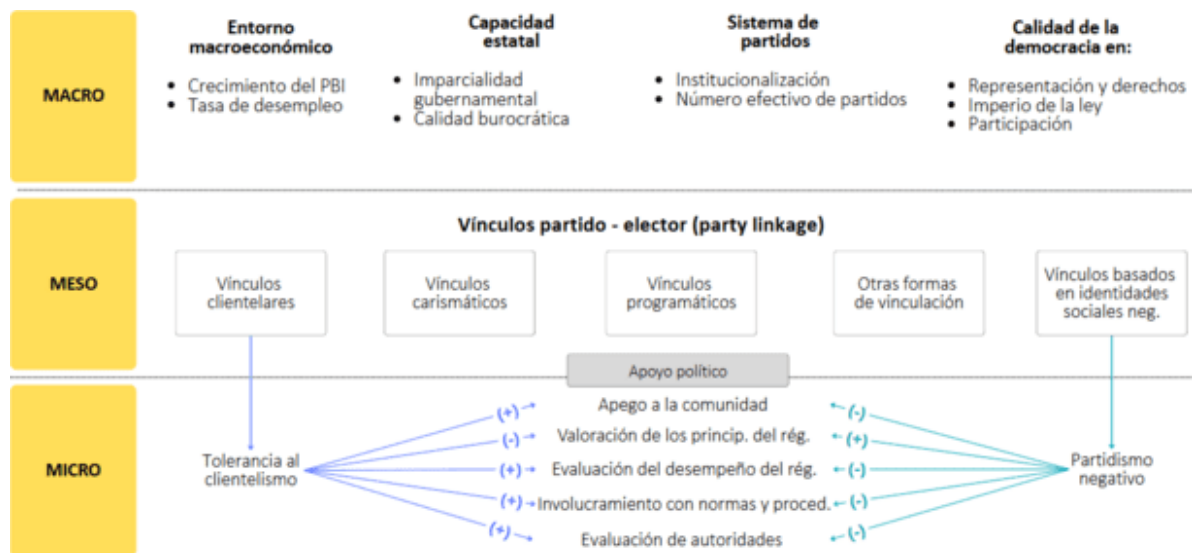 MACRO
Entorno
macroeconómico
• Crecimiento del PBI
• Tasa de desempleo
Capacidad
estatal
• Imparcialidad
gubernamental
• Calidad burocrática
Sistema de
partidos
• Institucionalización
• Número efectivo de partidos
Calidad de la
democracia en:
• Representación y derechos
• Imperio de la ley
• Participación
MESO
Vínculos partido - elector (party linkage)
Vínculos
clientelares
Vínculos
carismáticos
Vínculos
programáticos
Otras formas
de vinculación
Vínculos basados
en identidades
sociales neg.
MICRO
Apoyo político
Tolerancia al
clientelismo
(+) Apego a la comunidad (-)
(-) Valoración de los princip. del rég. (+)
(+) Evaluación del desempeño del rég. (-)
(+) Involucramiento con normas y proced. (-)
(+) Evaluación de autoridades (-)
Partidismo
negativo